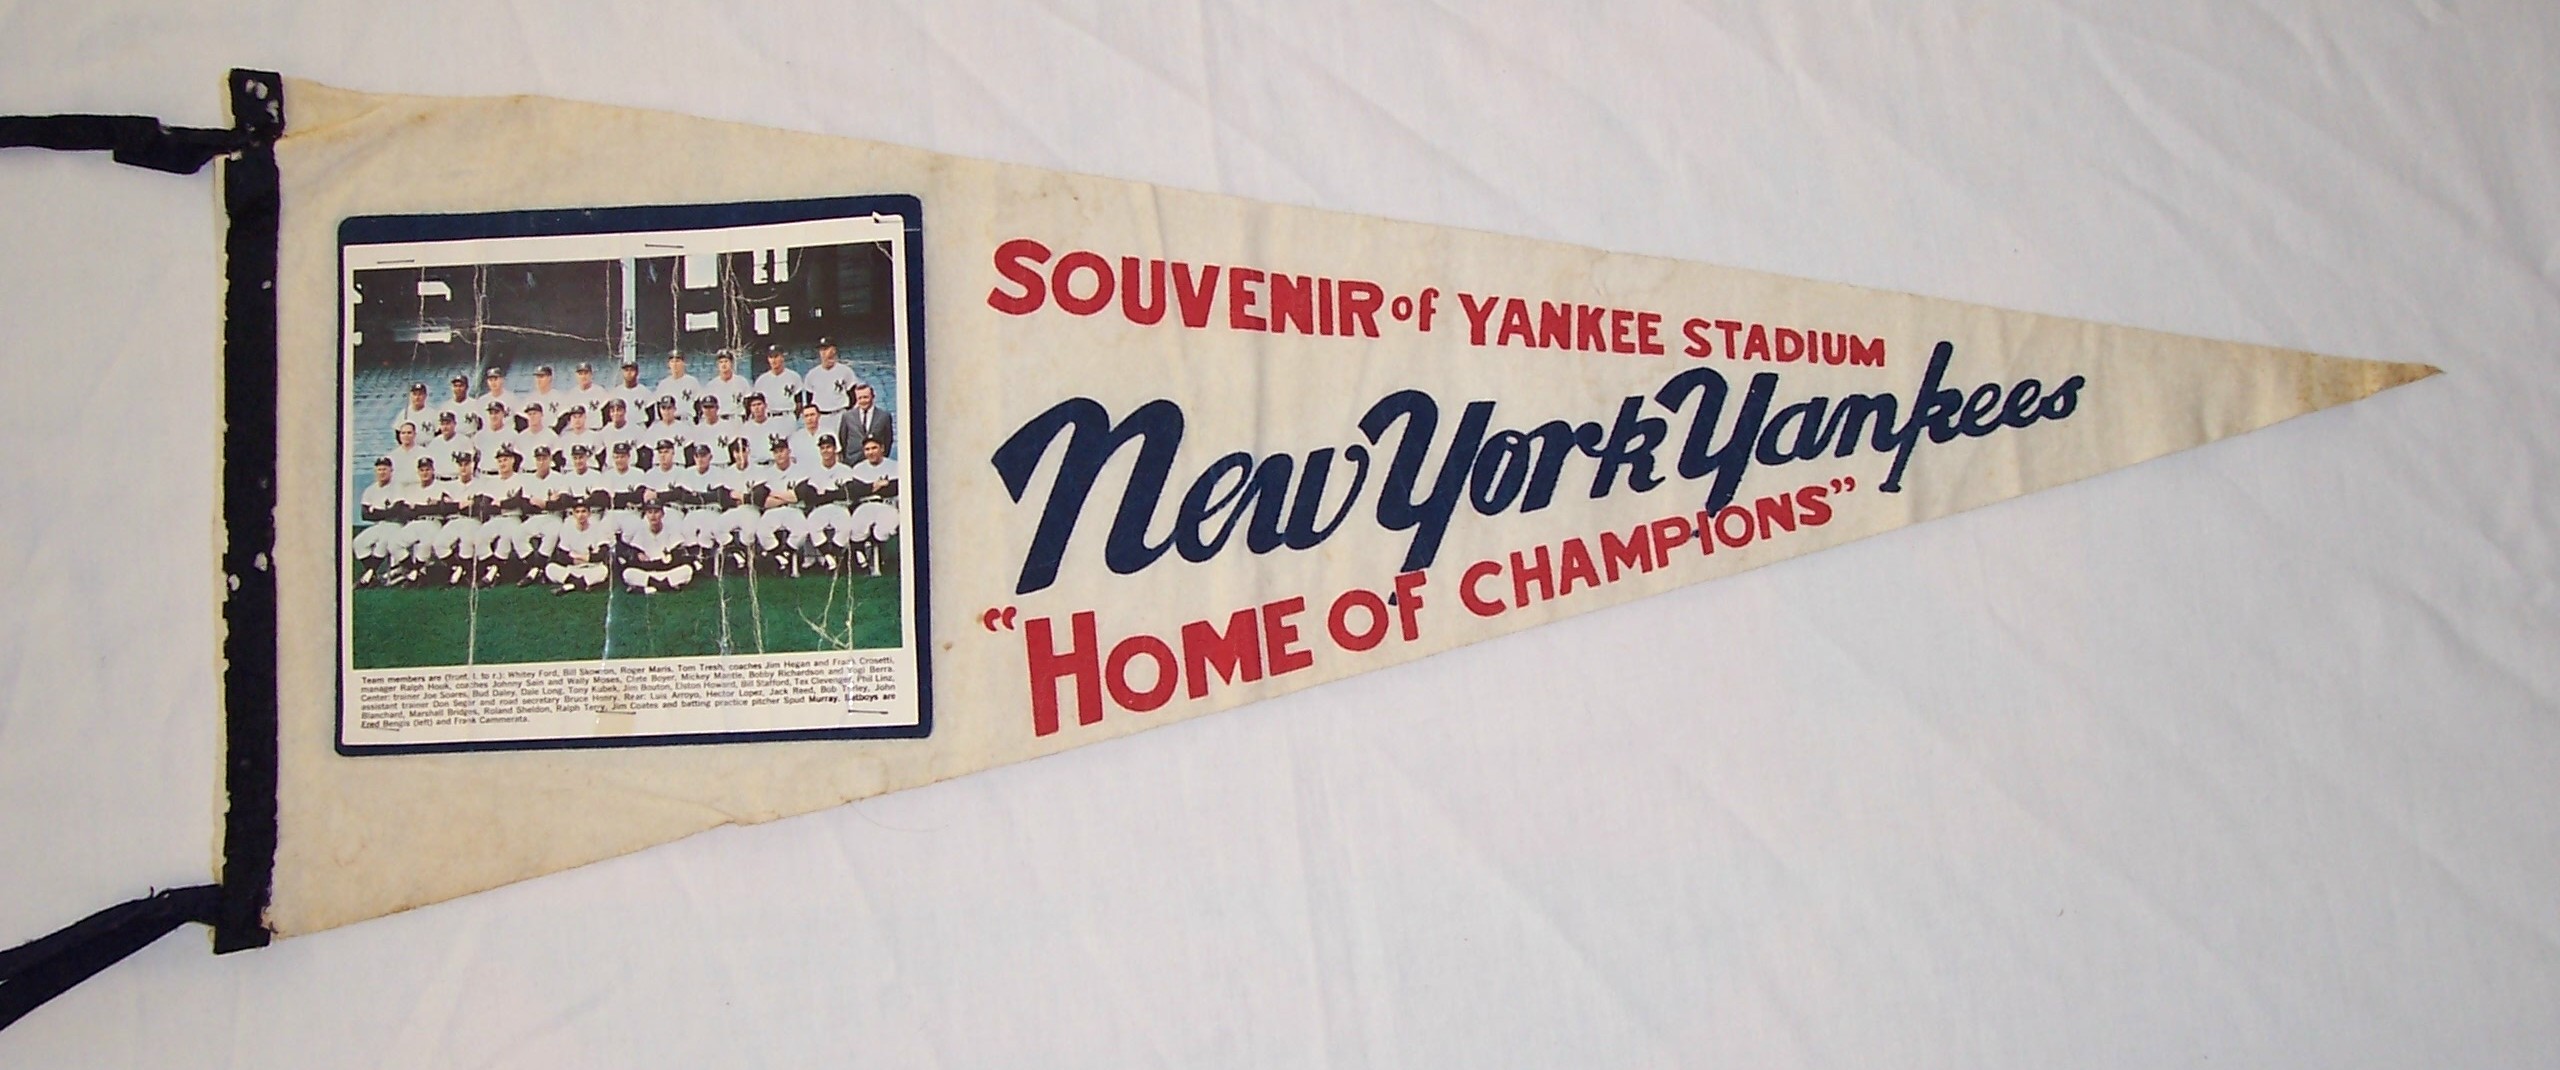 SOUVENIR of YANKEE STADIUM
New York Yankees
"HOME OF CHAMPIONS"
Team members are (front, l. to r.): Whitey Ford, Bill Skowron, Roger Maris, Tom Tresh, coaches Jim Hegan and Frank Crosetti,
manager Ralph Houk, coaches Johnny Sain and Wally Moses, Clete Boyer, Mickey Mantle, Bobby Richardson and Yogi Berra.
Center: trainer Joe Soares, Bud Daley, Dale Long, Tony Kubek, Jim Bouton, Elston Howard, Bill Stafford, Tex Clevenger, Phil Linz,
assistant trainer Don Seger and road secretary Bruce Henry. Rear: Luis Arroyo, Hector Lopez, Jack Reed, Bob Turley, John
Blanchard, Marshall Bridges, Roland Sheldon, Ralph Terry, Jim Coates and batting practice pitcher Spud Murray. Batboys are
Fred Bengis (left) and Frank Cammerata.